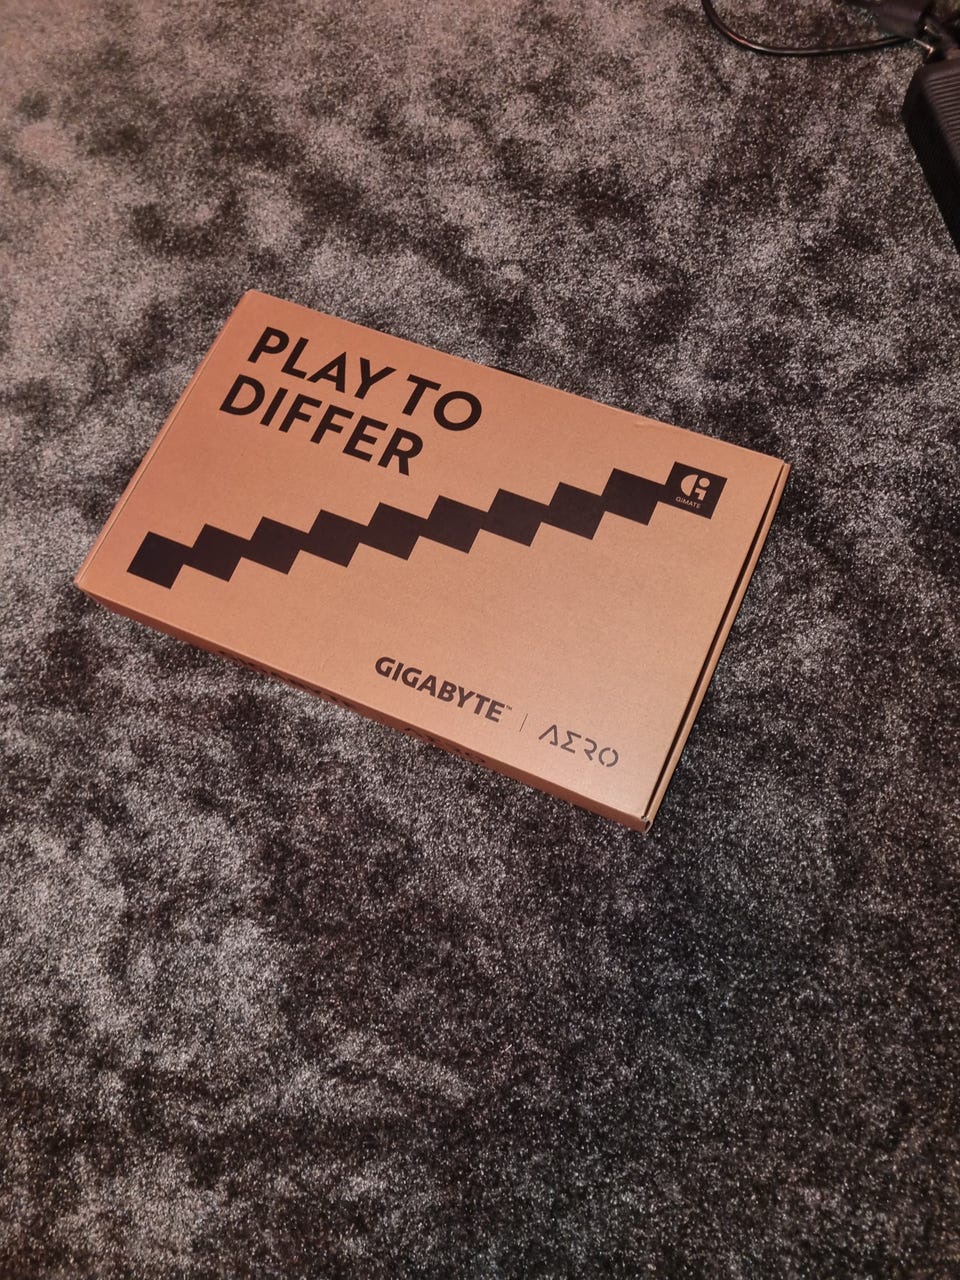 PLAY TO
DIFFER
GiMATE
GIGABYTE™ | AERO